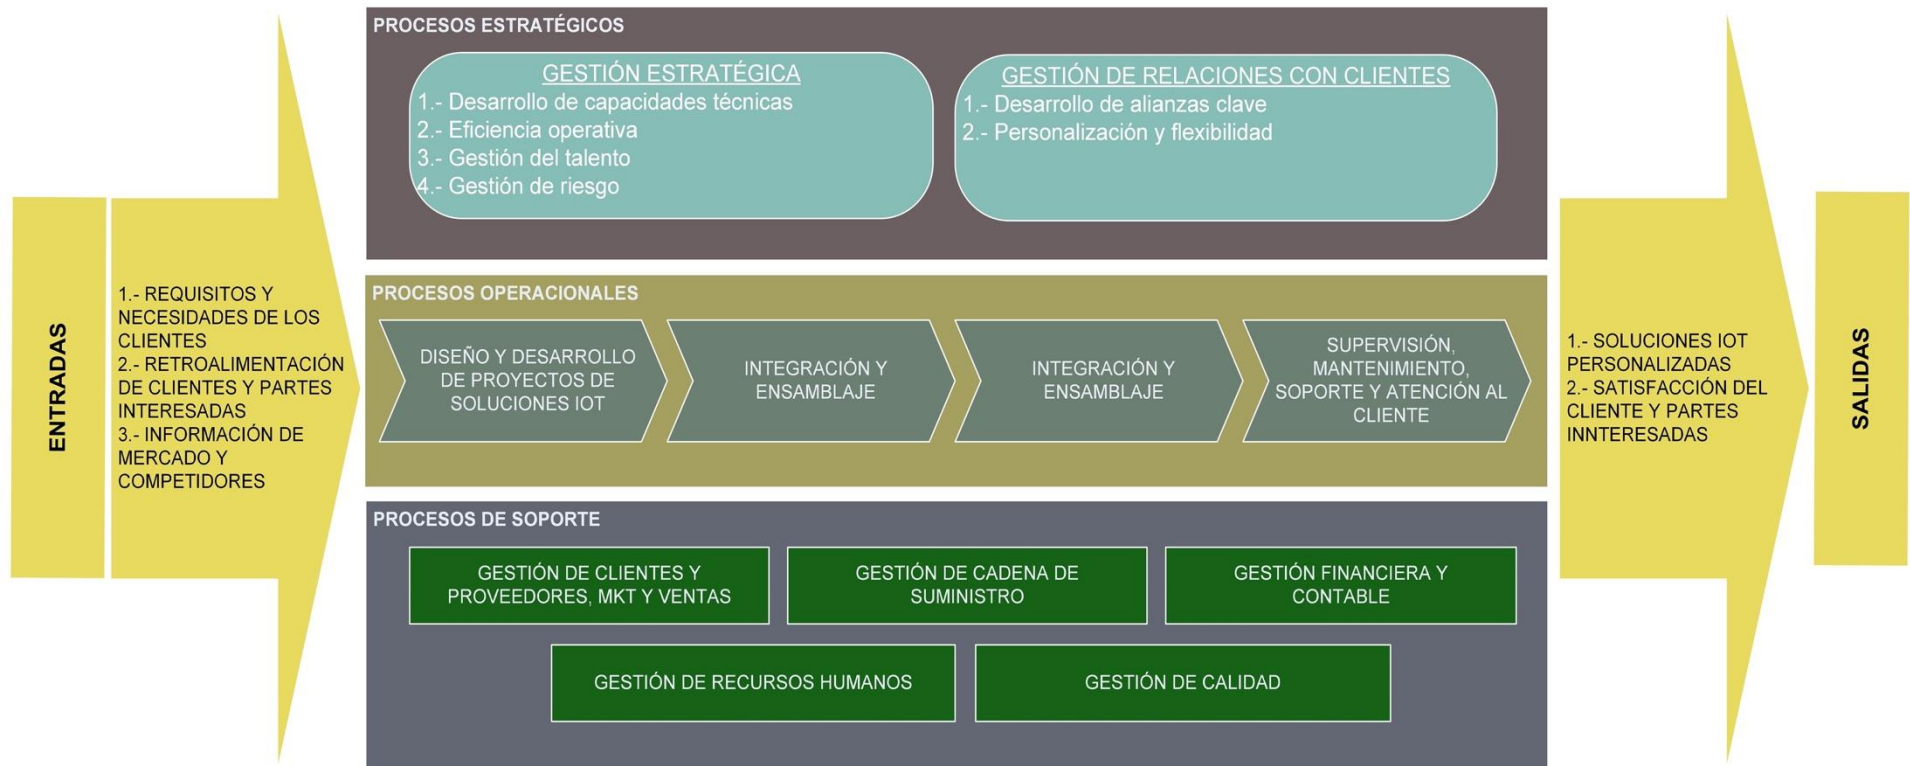 ENTRADAS
1.- REQUISITOS Y
NECESIDADES DE LOS
CLIENTES
2.- RETROALIMENTACIÓN
DE CLIENTES Y PARTES
INTERESADAS
3.- INFORMACIÓN DE
MERCADO Y
COMPETIDORES
PROCESOS ESTRATÉGICOS
GESTIÓN ESTRATÉGICA
1.- Desarrollo de capacidades técnicas
2.- Eficiencia operativa
3.- Gestión del talento
4.- Gestión de riesgo
GESTIÓN DE RELACIONES CON CLIENTES
1.- Desarrollo de alianzas clave
2.- Personalización y flexibilidad
PROCESOS OPERACIONALES
DISEÑO Y DESARROLLO
DE PROYECTOS DE
SOLUCIONES IOT
INTEGRACIÓN Y
ENSAMBLAJE
INTEGRACIÓN Y
ENSAMBLAJE
SUPERVISIÓN,
MANTENIMIENTO,
SOPORTE Y ATENCIÓN AL
CLIENTE
PROCESOS DE SOPORTE
GESTIÓN DE CLIENTES Y
PROVEEDORES, MKT Y VENTAS
GESTIÓN DE CADENA DE
SUMINISTRO
GESTIÓN FINANCIERA Y
CONTABLE
GESTIÓN DE RECURSOS HUMANOS
GESTIÓN DE CALIDAD
1.- SOLUCIONES IOT
PERSONALIZADAS
2.- SATISFACCIÓN DEL
CLIENTE Y PARTES
INNTERESADAS
SALIDAS